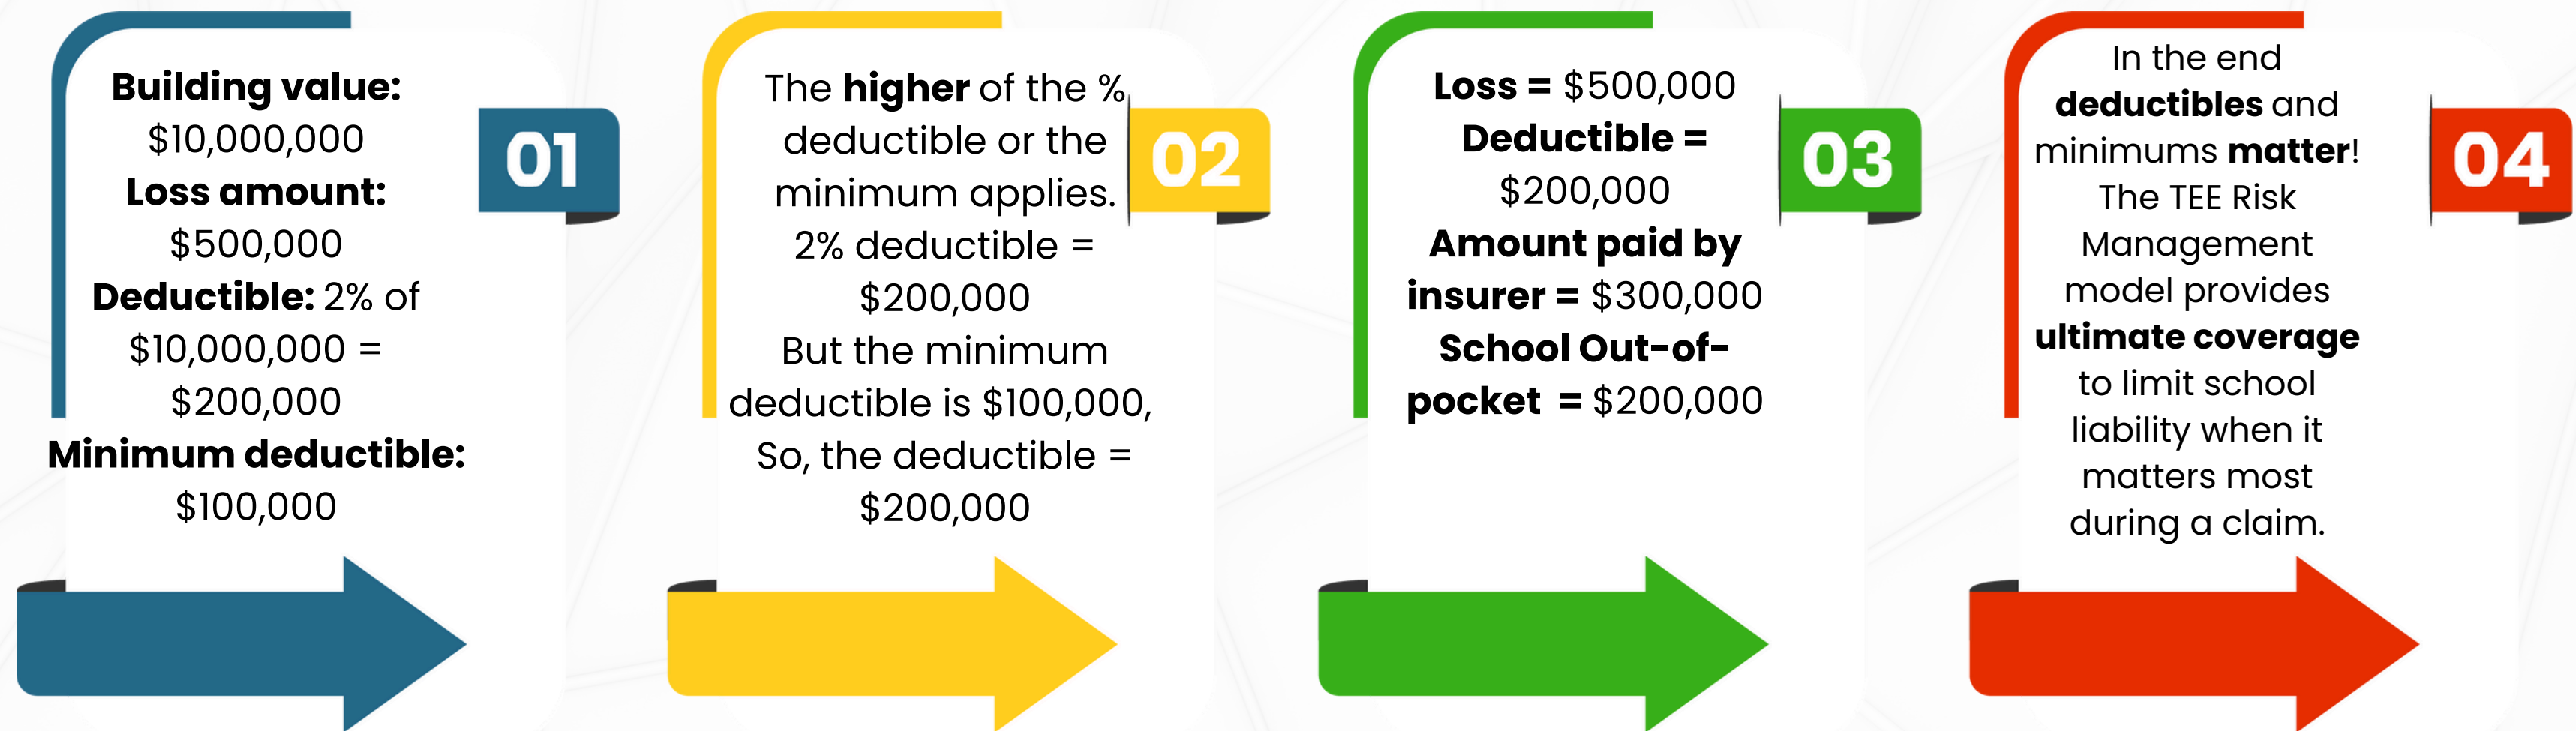 Building value:
$10,000,000
Loss amount:
$500,000
Deductible: 2% of
$10,000,000 =
$200,000
Minimum deductible:
$100,000
01
The higher of the %
deductible or the
minimum applies.
2% deductible =
$200,000
But the minimum
deductible is $100,000,
So, the deductible =
$200,000
02
Loss = $500,000
Deductible =
$200,000
Amount paid by
insurer = $300,000
School Out-of-
pocket = $200,000
03
In the end
deductibles and
minimums matter!
The TEE Risk
Management
model provides
ultimate coverage
to limit school
liability when it
matters most
during a claim.
04